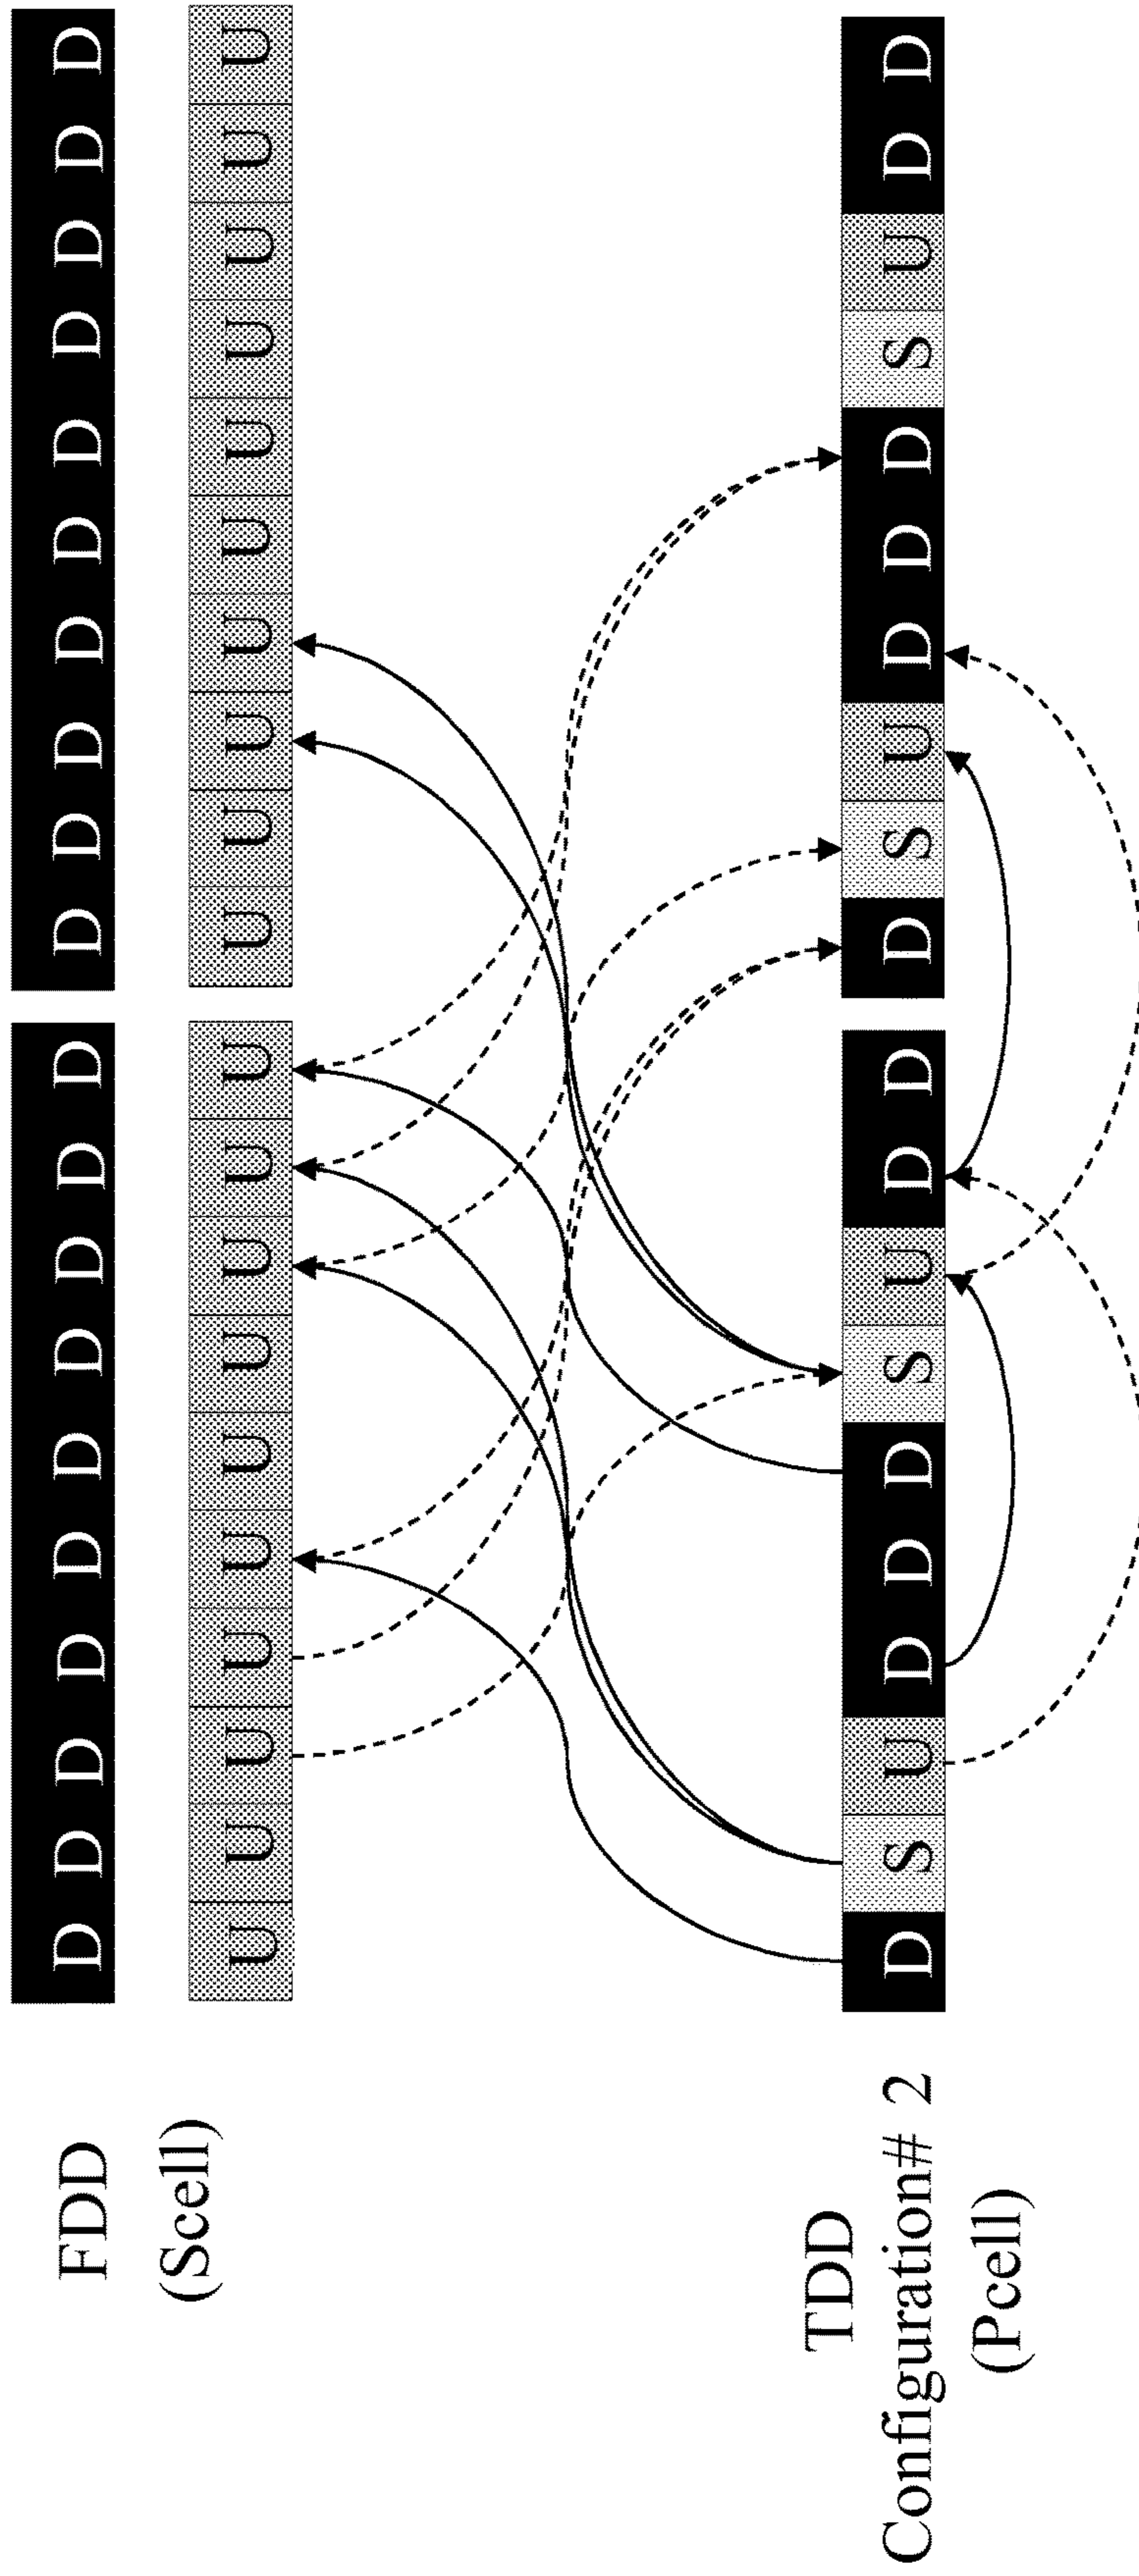 FDD
(Scell)
D D D D D D D D D D D D D D D D D D D D
U U U U U U U U U U U U U U U U U U U U
TDD
Configuration# 2
(Pcell)
D S U D D D S U D D D S U D D D S U D D